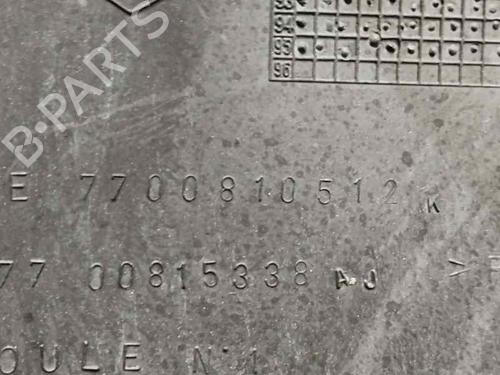 93
94
95
96
B-PARTS
E 7700810512 K
77 00815338 AJ >
OULE N°1